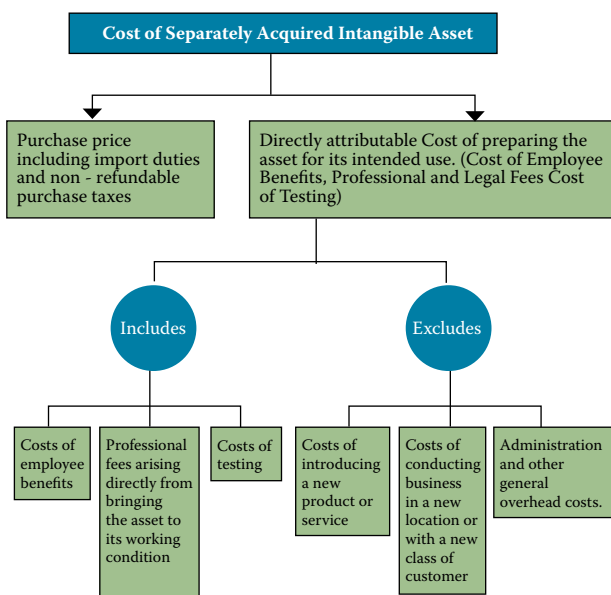 Cost of Separately Acquired Intangible Asset
Purchase price
including import duties
and non - refundable
purchase taxes
Directly attributable Cost of preparing the
asset for its intended use. (Cost of Employee
Benefits, Professional and Legal Fees Cost
of Testing)
Includes
Excludes
Costs of
employee
benefits
Professional
fees arising
directly from
bringing
the asset to
its working
condition
Costs of
testing
Costs of
introducing
a new
product or
service
Costs of
conducting
business
in a new
location or
with a new
class of
customer
Administration
and other
general
overhead costs.